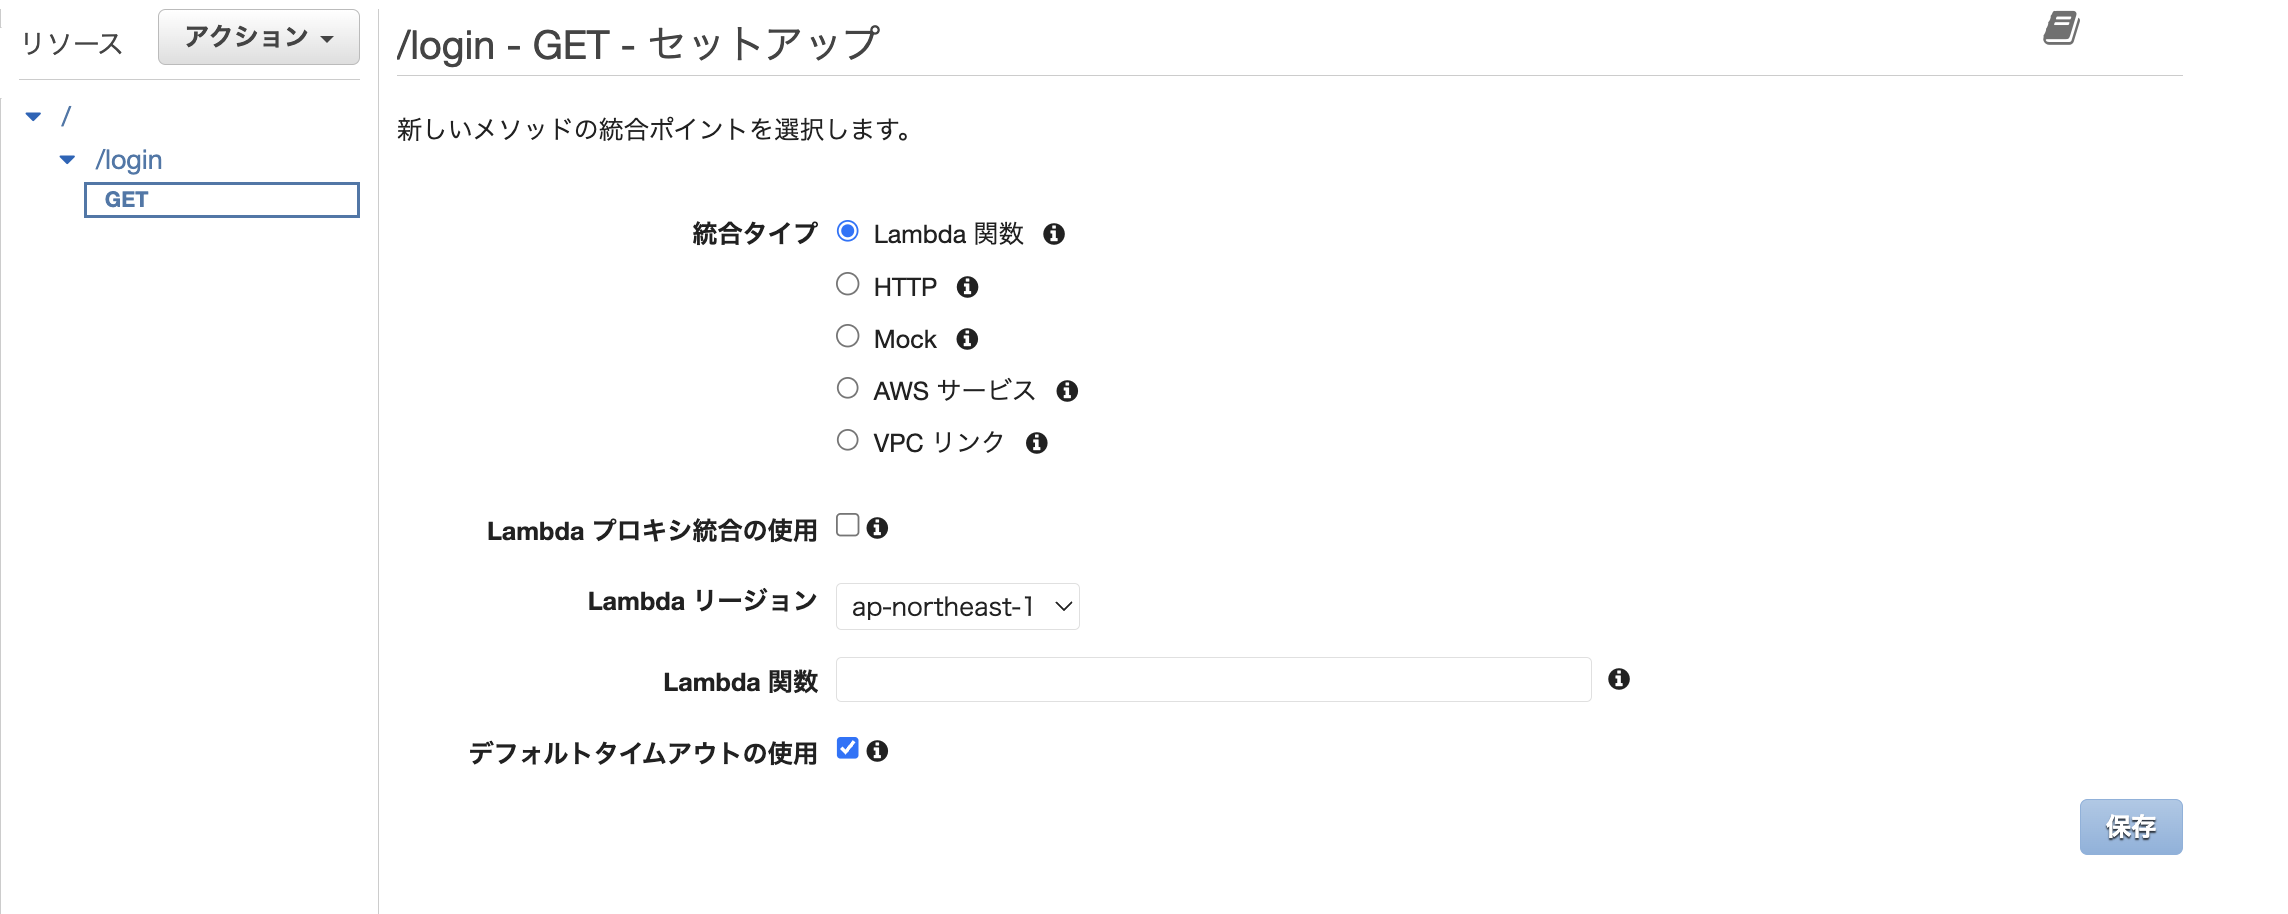 リソース
アクション
/
/login
GET
/login - GET - セットアップ
新しいメソッドの統合ポイントを選択します。
統合タイプ
Lambda 関数
HTTP
Mock
AWS サービス
VPC リンク
Lambda プロキシ統合の使用
Lambda リージョン
ap-northeast-1
Lambda 関数
デフォルトタイムアウトの使用
保存